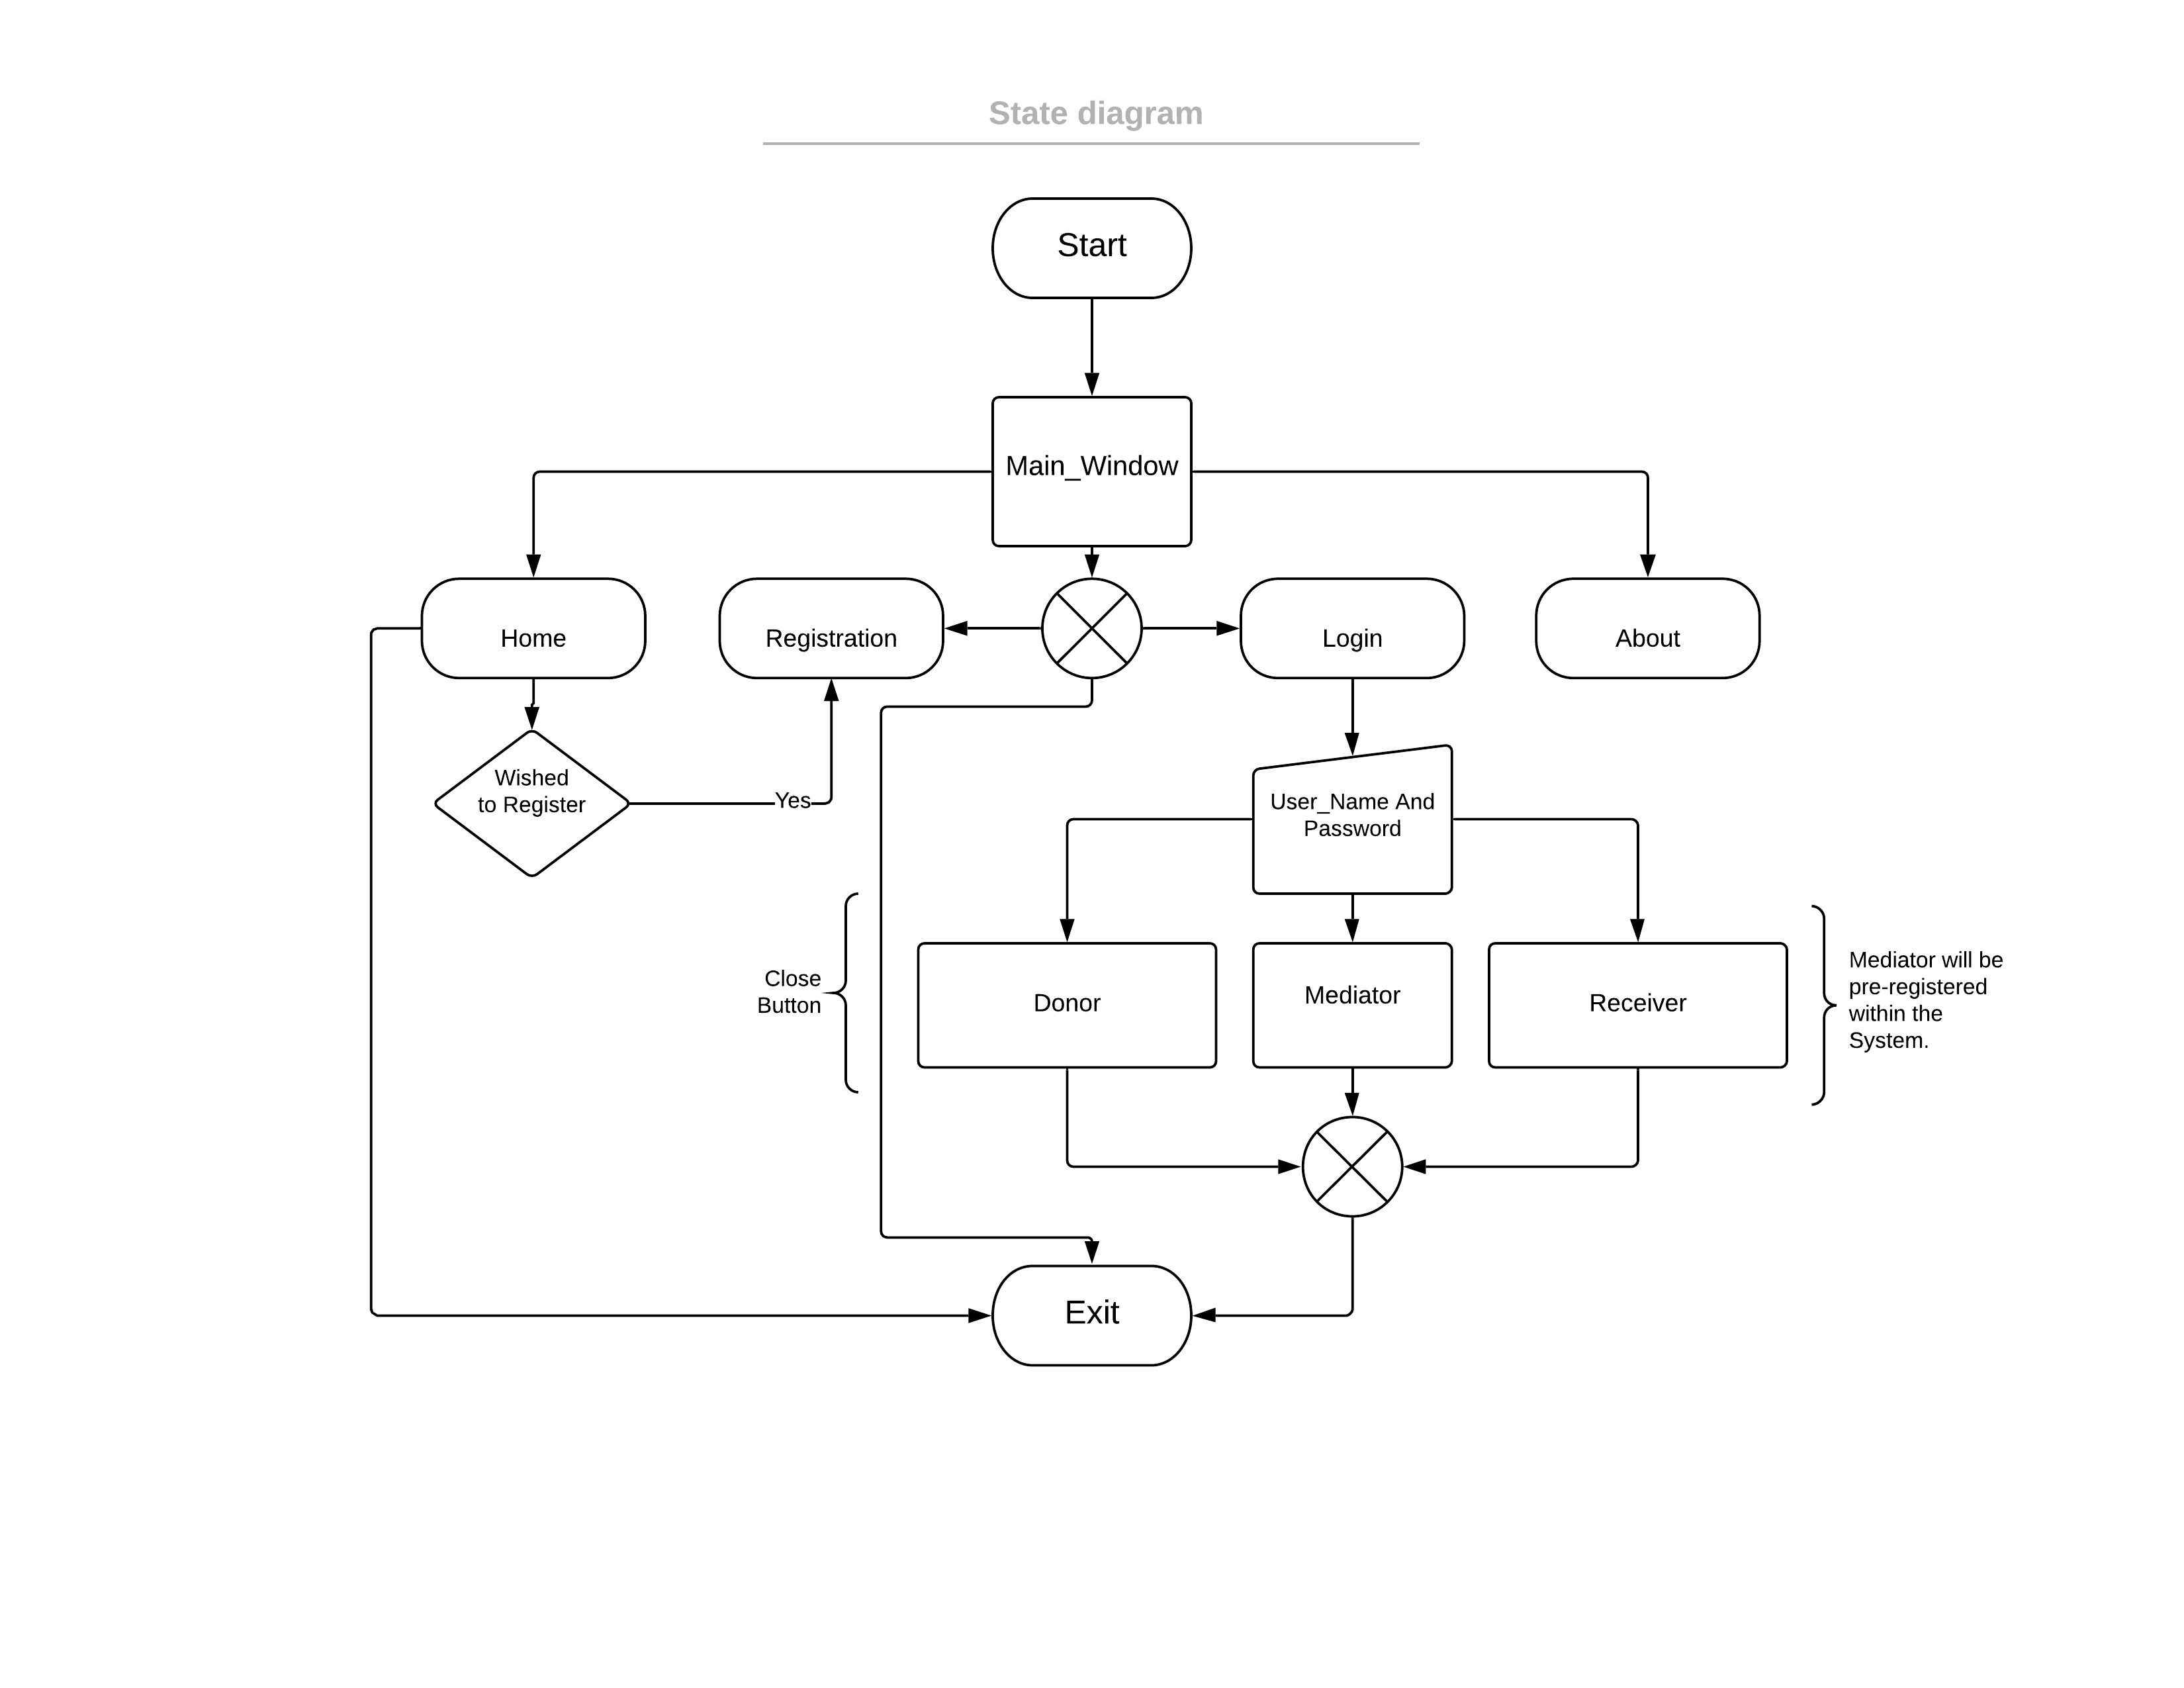 State diagram
Start
Main_Window
Home
Registration
Login
About
Wished
to Register
Yes
User_Name And
Password
Close
Button
Donor
Mediator
Receiver
Mediator will be
pre-registered
within the
System.
Exit